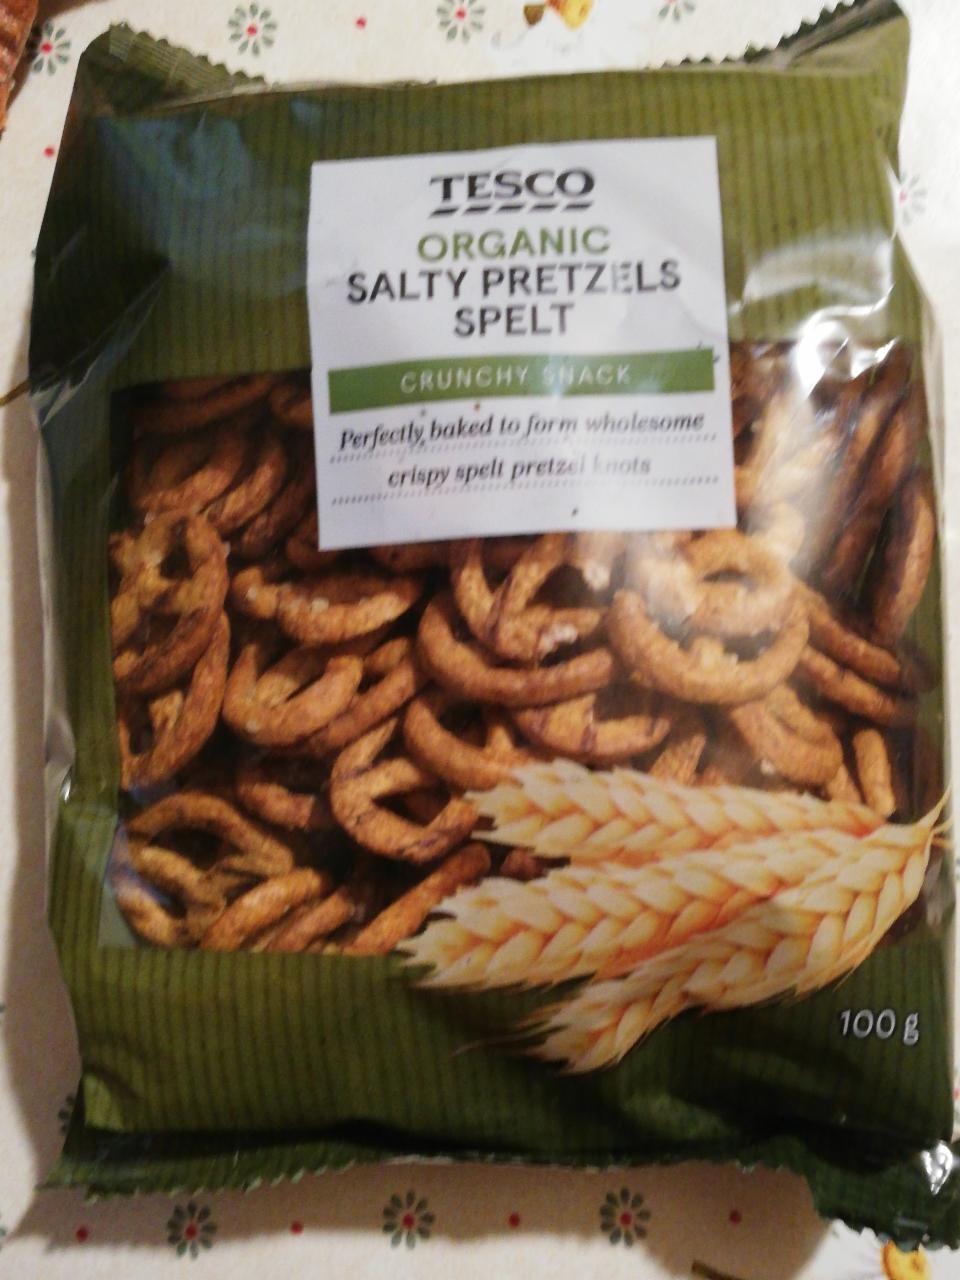 TESCO
ORGANIC
SALTY PRETZELS
SPELT
CRUNCHY SNACK
Perfectly baked to form wholesome
crispy spelt pretzel knots
100 g